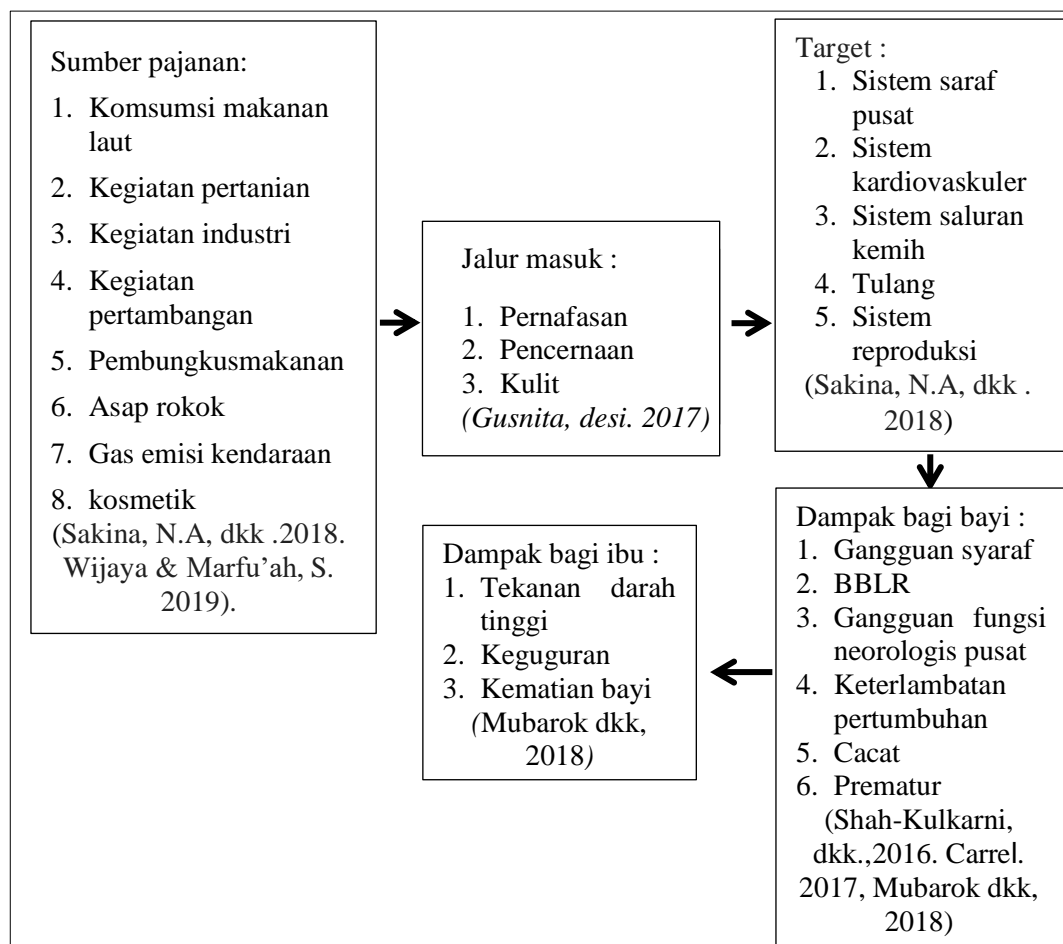 Sumber pajanan:
1. Komsumsi makanan
laut
2. Kegiatan pertanian
3. Kegiatan industri
4. Kegiatan
pertambangan
5. Pembungkusmakanan
6. Asap rokok
7. Gas emisi kendaraan
8. kosmetik
(Sakina, N.A, dkk .2018.
Wijaya & Marfu’ah, S.
2019).
Jalur masuk :
1. Pernafasan
2. Pencernaan
3. Kulit
(Gusnita, desi. 2017)
Target :
1. Sistem saraf
pusat
2. Sistem
kardiovaskuler
3. Sistem saluran
kemih
4. Tulang
5. Sistem
reproduksi
(Sakina, N.A, dkk .
2018)
Dampak bagi bayi :
1. Gangguan syaraf
2. BBLR
3. Gangguan fungsi
neorologis pusat
4. Keterlambatan
pertumbuhan
5. Cacat
6. Prematur
(Shah-Kulkarni,
dkk.,2016. Carrel.
2017, Mubarok dkk,
2018)
Dampak bagi ibu :
1. Tekanan darah
tinggi
2. Keguguran
3. Kematian bayi
(Mubarok dkk,
2018)